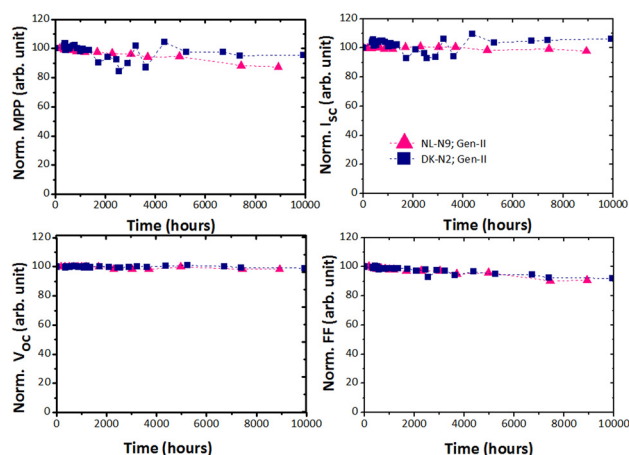 120
100
80
60
40
20
0
Norm. MPP (arb. unit)
0 2000 4000 6000 8000 10000
Time (hours)
120
100
80
60
40
20
0
Norm. I_SC (arb. unit)
NL-N9; Gen-II
DK-N2; Gen-II
0 2000 4000 6000 8000 10000
Time (hours)
120
100
80
60
40
20
0
Norm. V_OC (arb. unit)
0 2000 4000 6000 8000 10000
Time (hours)
120
100
80
60
40
20
0
Norm. FF (arb. unit)
0 2000 4000 6000 8000 10000
Time (hours)